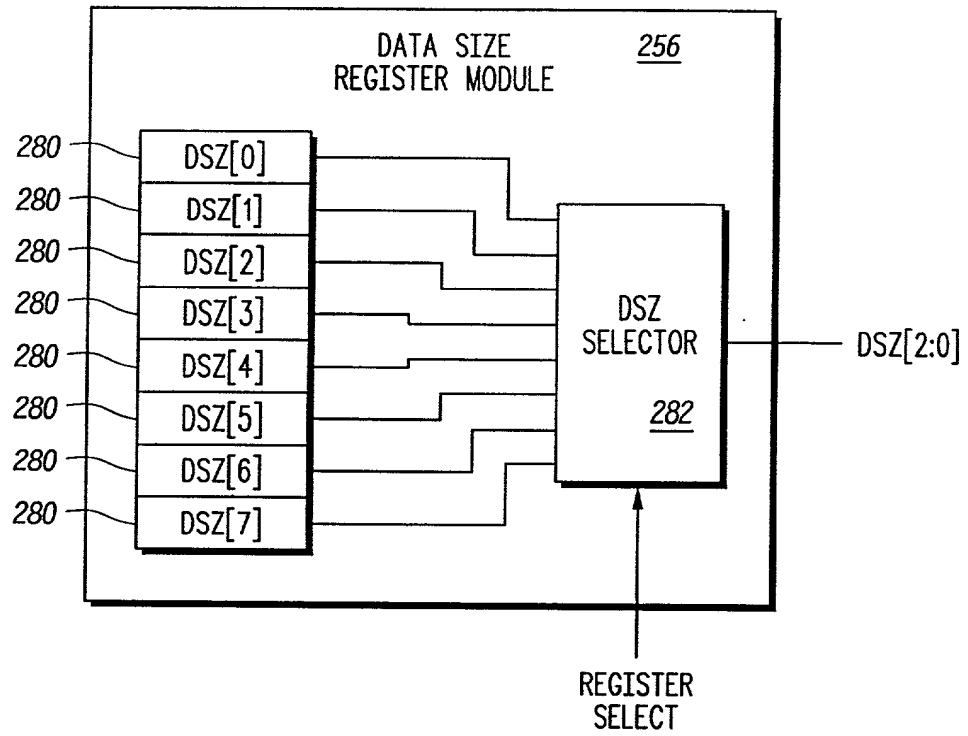 DATA SIZE
REGISTER MODULE
256
280 DSZ[0]
280 DSZ[1]
280 DSZ[2]
280 DSZ[3]
280 DSZ[4]
280 DSZ[5]
280 DSZ[6]
280 DSZ[7]
DSZ
SELECTOR
282
DSZ[2:0]
REGISTER
SELECT